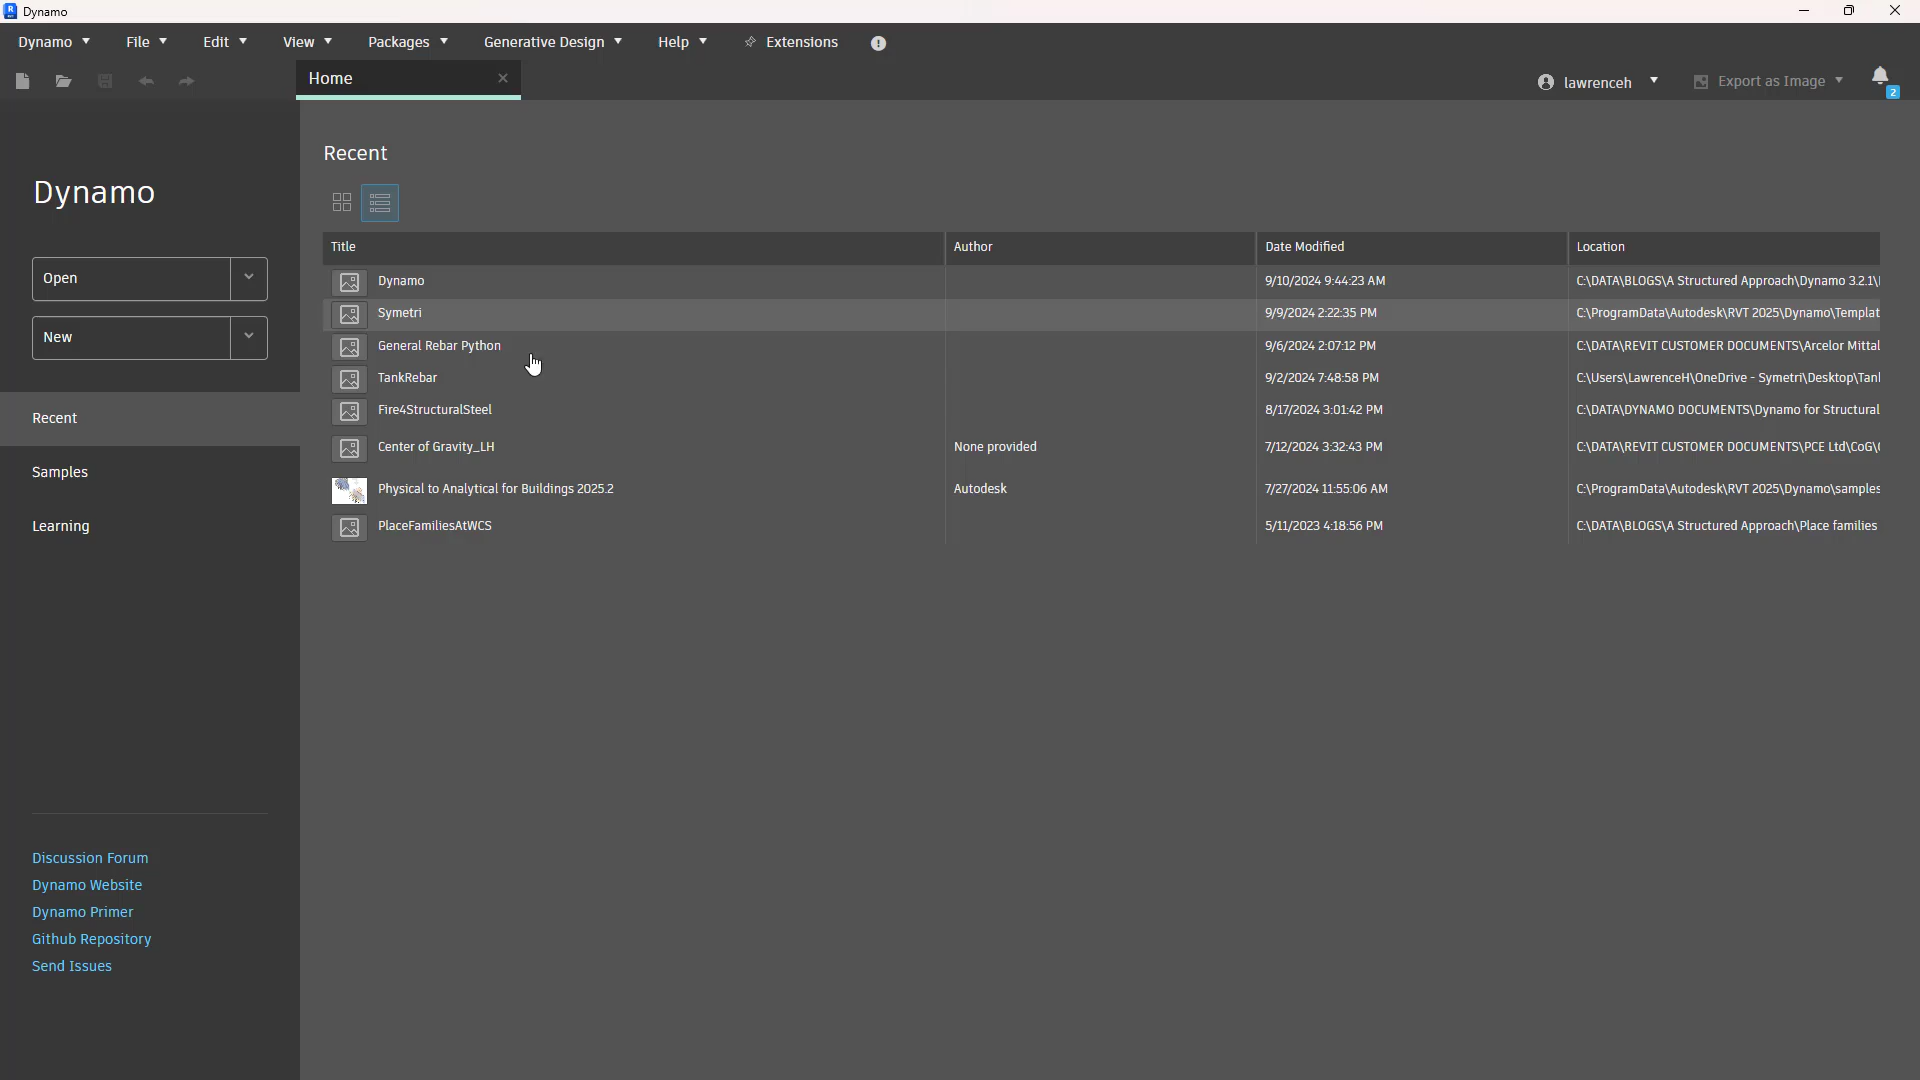 Dynamo
Dynamo File Edit View Packages Generative Design Help Extensions
Home
lawrenceh Export as Image 2
Dynamo
Open
New
Recent
Samples
Learning
Discussion Forum
Dynamo Website
Dynamo Primer
Github Repository
Send Issues
Recent
Title Author Date Modified Location
Dynamo 9/10/2024 9:44:23 AM C:\DATA\BLOGS\A Structured Approach\Dynamo 3.2.1\
Symetri 9/9/2024 2:22:35 PM C:\ProgramData\Autodesk\RVT 2025\Dynamo\Templat
General Rebar Python 9/6/2024 2:07:12 PM C:\DATA\REVIT CUSTOMER DOCUMENTS\Arcelor Mittal
TankRebar 9/2/2024 7:48:58 PM C:\Users\LawrenceH\OneDrive - Symetri\Desktop\Tan
Fire4StructuralSteel 8/17/2024 3:01:42 PM C:\DATA\DYNAMO DOCUMENTS\Dynamo for Structural
Center of Gravity_LH None provided 7/12/2024 3:32:43 PM C:\DATA\REVIT CUSTOMER DOCUMENTS\PCE Ltd\CoG\
Physical to Analytical for Buildings 2025.2 Autodesk 7/27/2024 11:55:06 AM C:\ProgramData\Autodesk\RVT 2025\Dynamo\samples
PlaceFamiliesAtWCS 5/11/2023 4:18:56 PM C:\DATA\BLOGS\A Structured Approach\Place families